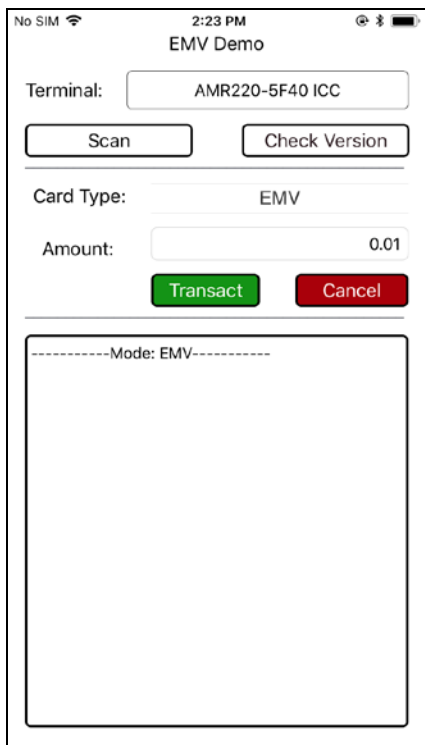 No SIM 2:23 PM
EMV Demo
Terminal: AMR220-5F40 ICC
Scan Check Version
Card Type: EMV
Amount: 0.01
Transact Cancel
-----------Mode: EMV-----------